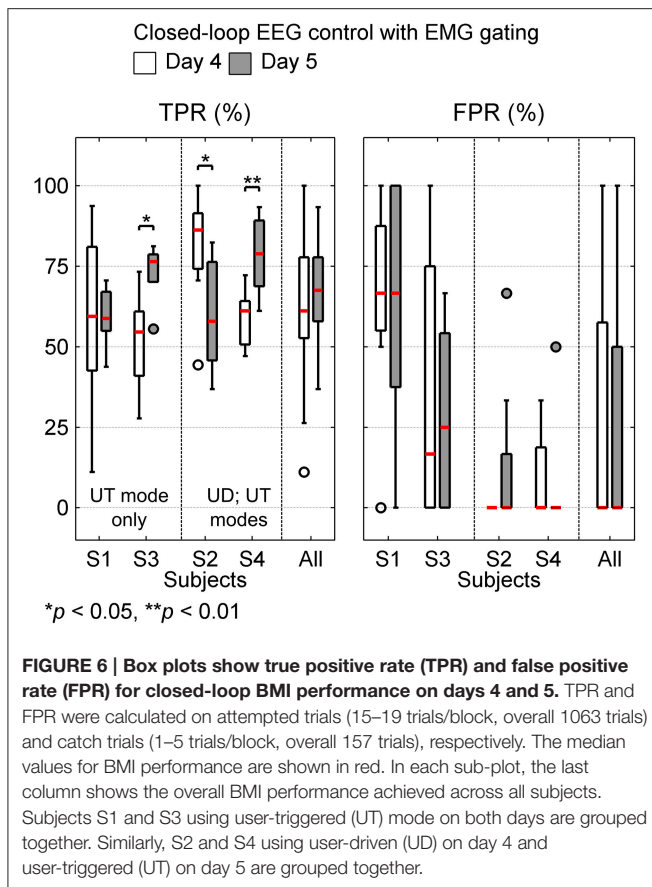 Closed-loop EEG control with EMG gating
Day 4 Day 5
TPR (%) FPR (%)
100
75
50
25
0
* * **
UT mode only
UD; UT modes
S1 S3 S2 S4 All S1 S3 S2 S4 All
Subjects Subjects
*p < 0.05, **p < 0.01
FIGURE 6 | Box plots show true positive rate (TPR) and false positive
rate (FPR) for closed-loop BMI performance on days 4 and 5. TPR and
FPR were calculated on attempted trials (15–19 trials/block, overall 1063 trials)
and catch trials (1–5 trials/block, overall 157 trials), respectively. The median
values for BMI performance are shown in red. In each sub-plot, the last
column shows the overall BMI performance achieved across all subjects.
Subjects S1 and S3 using user-triggered (UT) mode on both days are grouped
together. Similarly, S2 and S4 using user-driven (UD) on day 4 and
user-triggered (UT) on day 5 are grouped together.